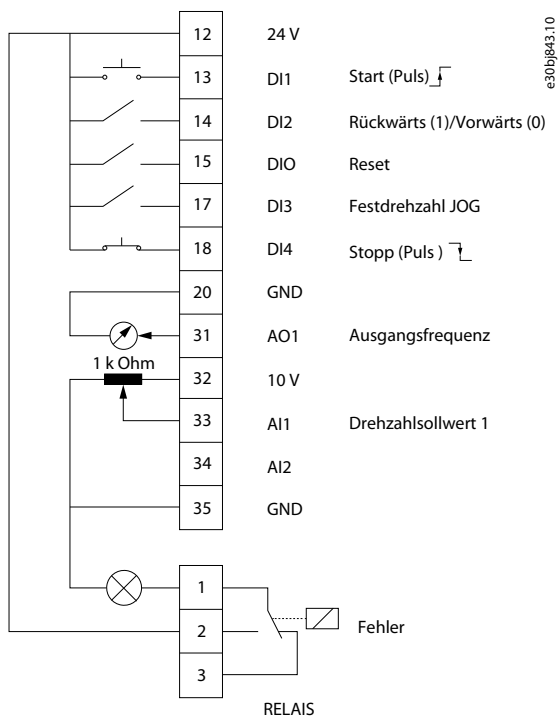 12 24 V
13 DI1 Start (Puls)
14 DI2 Rückwärts (1)/Vorwärts (0)
15 DIO Reset
17 DI3 Festdrehzahl JOG
18 DI4 Stopp (Puls )
20 GND
31 AO1 Ausgangsfrequenz
1 k Ohm
32 10 V
33 AI1 Drehzahlsollwert 1
34 AI2
35 GND
1
2
Fehler
3
RELAIS
e30bj843.10